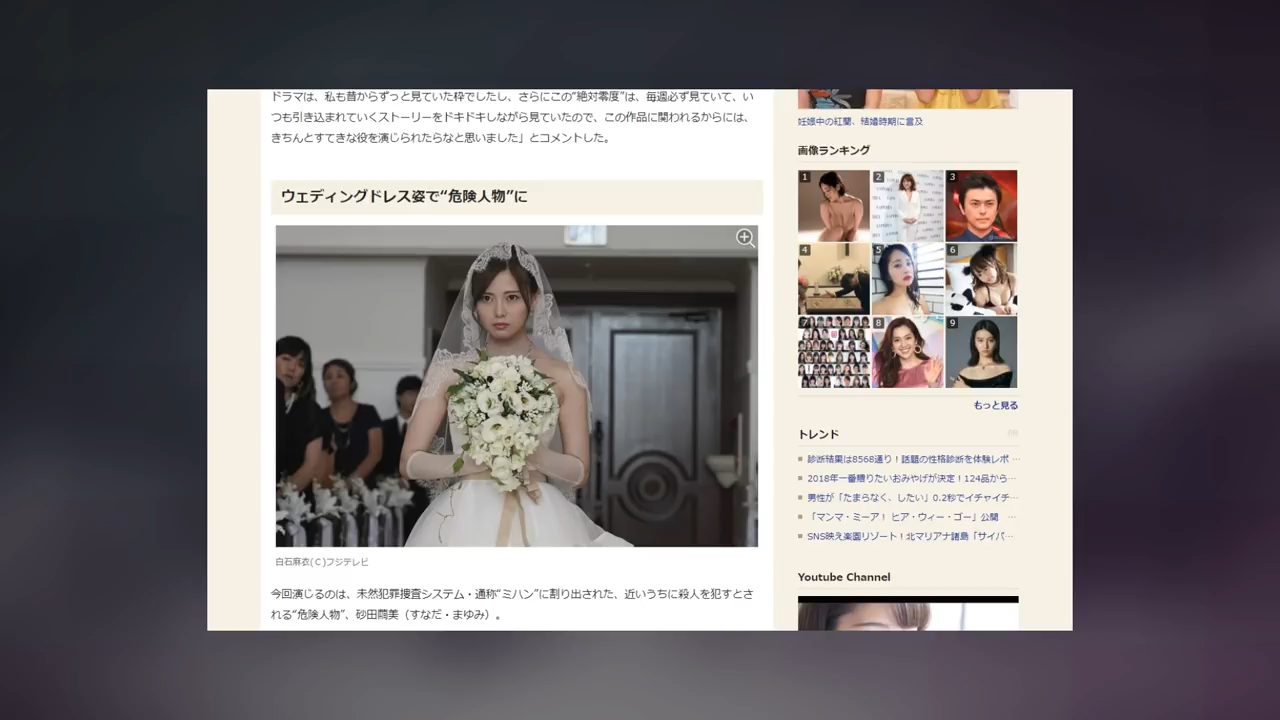 ドラマは、私も昔からずっと見ていた枠でしたし、さらにこの“絶対零度”は、毎週必ず見ていて、い
つも引き込まれていくストーリーをドキドキしながら見ていたので、この作品に関われるからには、
きちんとすてきな役を演じられたらなと思いました」とコメントした。
ウェディングドレス姿で“危険人物”に
白石麻衣(C)フジテレビ
今回演じるのは、未然犯罪捜査システム・通称“ミハン”に割り出された、近いうちに殺人を犯すとさ
れる“危険人物”、砂田繭美（すなだ・まゆみ）。
妊娠中の紅蘭、結婚時期に言及
画像ランキング
1
2
3
4
5
6
7
8
9
もっと見る
トレンド
診断結果は8568通り！話題の性格診断を体験レポ…
2018年一番贈りたいおみやげが決定！124品から…
男性が「たまらなく、したい」0.2秒でイチャイチ…
「マンマ・ミーア！ ヒア・ウィー・ゴー」公開 …
SNS映え楽園リゾート！北マリアナ諸島「サイパ…
Youtube Channel